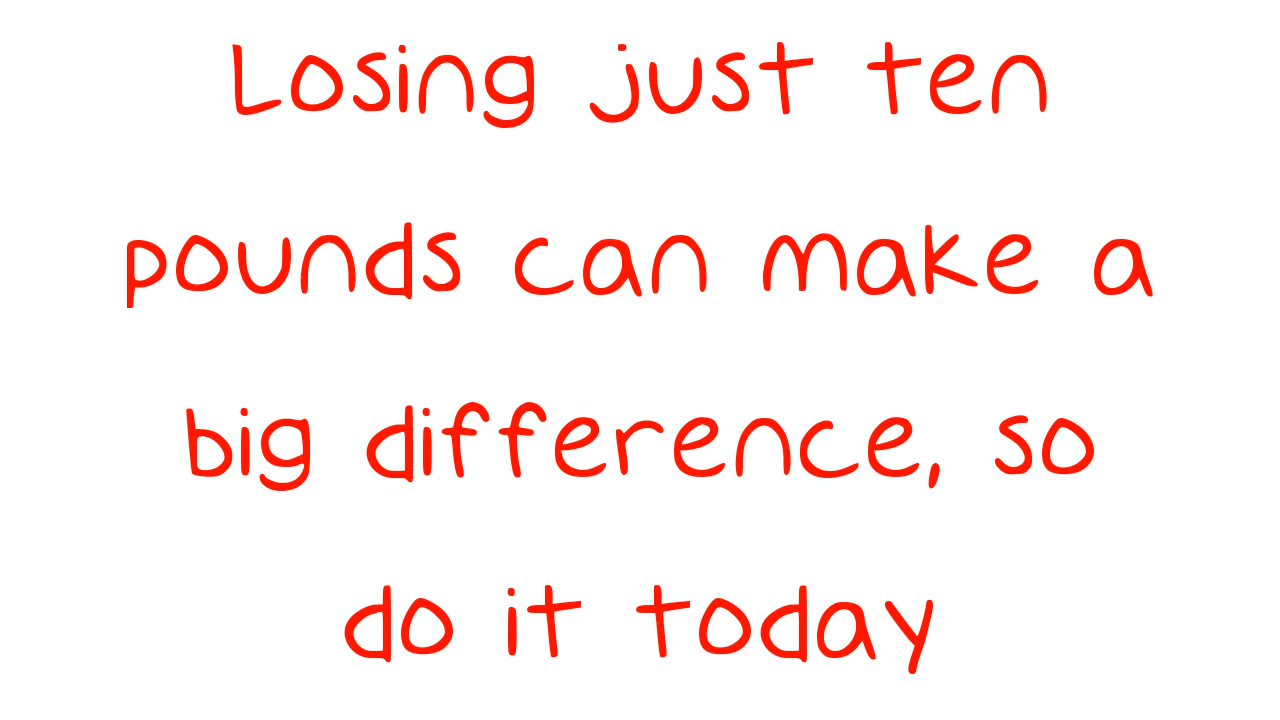 Losing just ten
pounds can make a
big difference, so
do it today